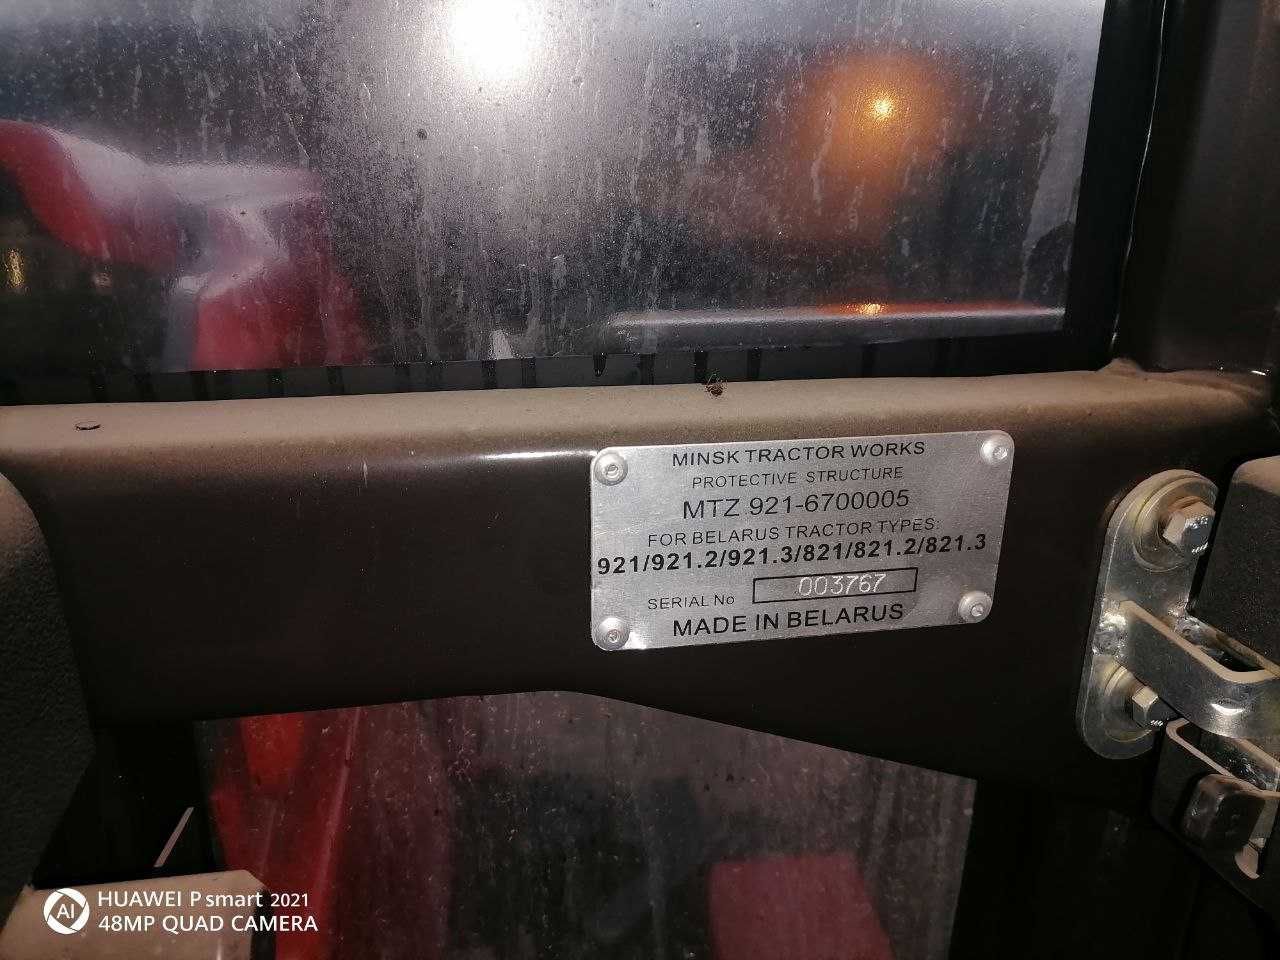 MINSK TRACTOR WORKS
PROTECTIVE STRUCTURE
MTZ 921-6700005
FOR BELARUS TRACTOR TYPES:
921/921.2/921.3/821/821.2/821.3
SERIAL No 003767
MADE IN BELARUS
AI HUAWEI P smart 2021
48MP QUAD CAMERA